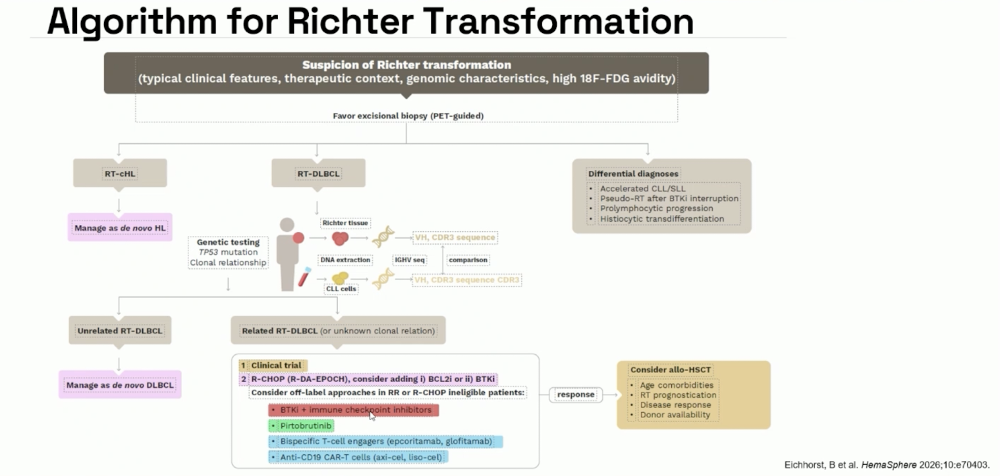 Algorithm for Richter Transformation
Suspicion of Richter transformation
(typical clinical features, therapeutic context, genomic characteristics, high 18F-FDG avidity)
Favor excisional biopsy (PET-guided)
RT-cHL
RT-DLBCL
Differential diagnoses
• Accelerated CLL/SLL
• Pseudo-RT after BTKi interruption
• Prolymphocytic progression
• Histiocytic transdifferentiation
Manage as de novo HL
Genetic testing
TP53 mutation
Clonal relationship
Richter tissue
VH, CDR3 sequence
DNA extraction
IGHV seq
comparison
VH, CDR3 sequence CDR3
CLL cells
Unrelated RT-DLBCL
Related RT-DLBCL (or unknown clonal relation)
Manage as de novo DLBCL
1 Clinical trial
2 R-CHOP (R-DA-EPOCH), consider adding i) BCL2i or ii) BTKi
Consider off-label approaches in RR or R-CHOP ineligible patients:
• BTKi + immune checkpoint inhibitors
• Pirtobrutinib
• Bispecific T-cell engagers (epcoritamab, glofitamab)
• Anti-CD19 CAR-T cells (axi-cel, liso-cel)
response
Consider allo-HSCT
• Age comorbidities
• RT prognostication
• Disease response
• Donor availability
Eichhorst, B et al. HemaSphere 2026;10:e70403.